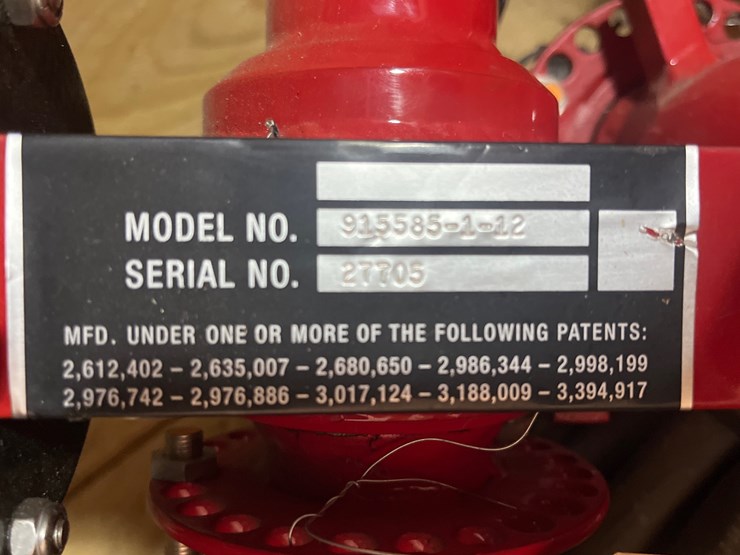 MODEL NO. 915585-1-12
SERIAL NO. 27705
MFD. UNDER ONE OR MORE OF THE FOLLOWING PATENTS:
2,612,402 – 2,635,007 – 2,680,650 – 2,986,344 – 2,998,199
2,976,742 – 2,976,886 – 3,017,124 – 3,188,009 – 3,394,917